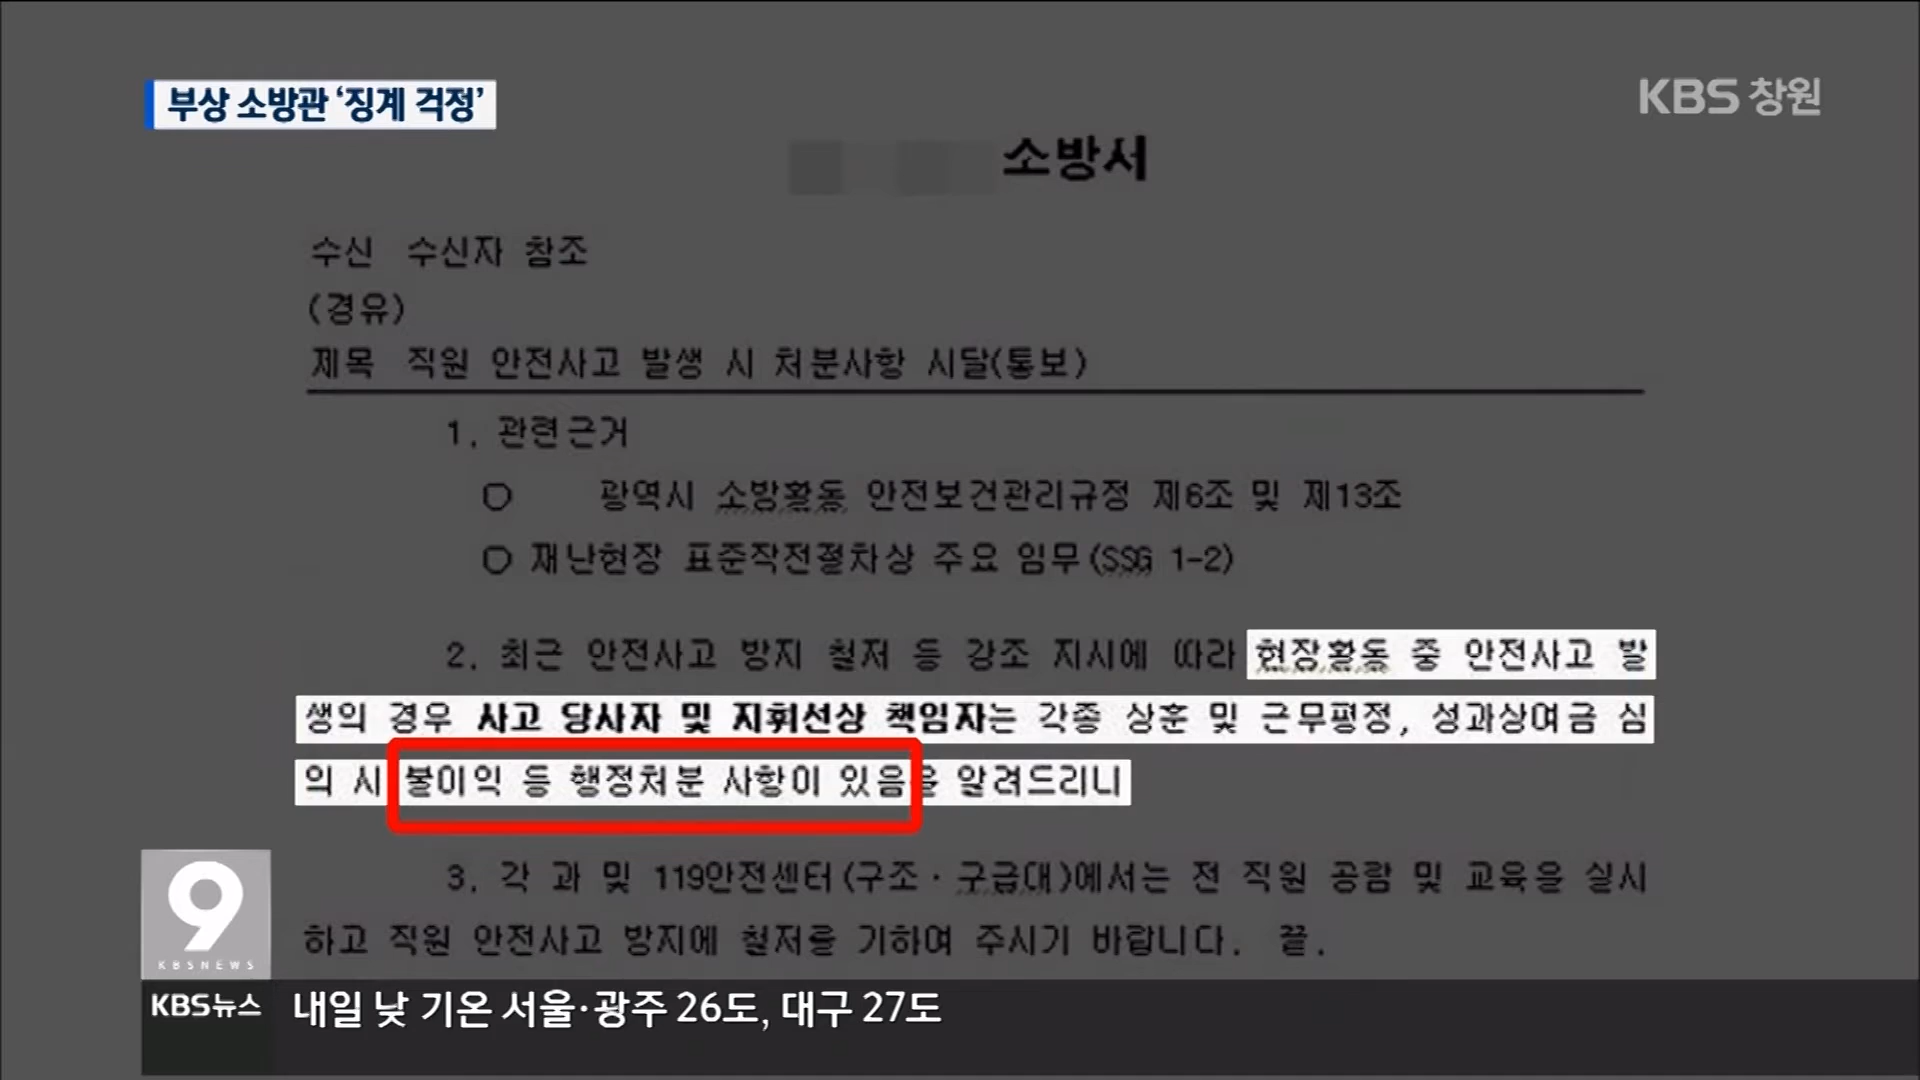 부상 소방관 ‘징계 걱정’
KBS 창원
소방서
수신 수신자 참조
(경유)
제목 직원 안전사고 발생 시 처분사항 시달(통보)
1. 관련근거
○ 광역시 소방활동 안전보건관리규정 제6조 및 제13조
○ 재난현장 표준작전절차상 주요 임무(SSG 1-2)
2. 최근 안전사고 방지 철저 등 강조 지시에 따라 현장활동 중 안전사고 발
생의 경우 사고 당사자 및 지휘선상 책임자는 각종 상훈 및 근무평정, 성과상여금 심
의 시 불이익 등 행정처분 사항이 있음을 알려드리니
3. 각 과 및 119안전센터(구조·구급대)에서는 전 직원 공람 및 교육을 실시
하고 직원 안전사고 방지에 철저를 기하여 주시기 바랍니다. 끝.
9
KBS NEWS
KBS뉴스 내일 낮 기온 서울·광주 26도, 대구 27도